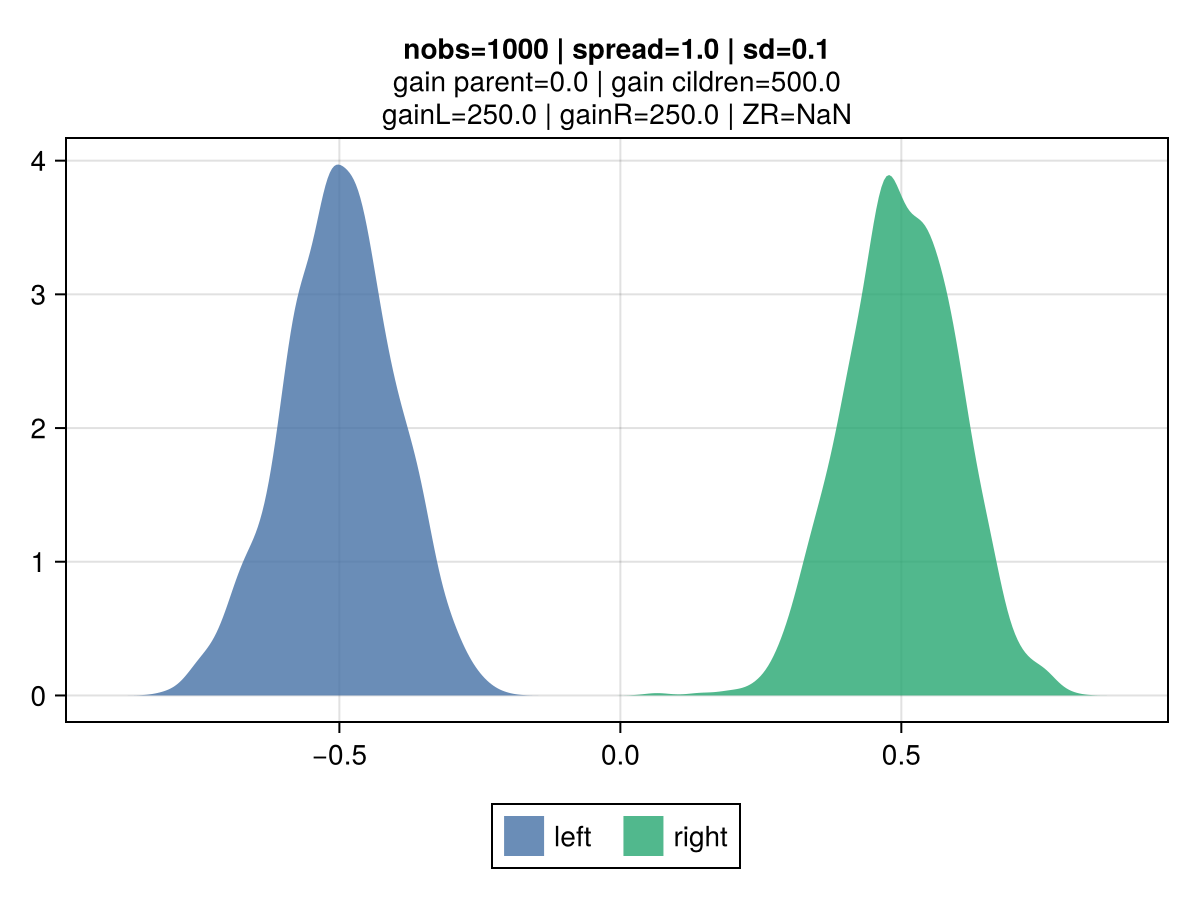 nobs=1000 | spread=1.0 | sd=0.1
gain parent=0.0 | gain cildren=500.0
gainL=250.0 | gainR=250.0 | ZR=NaN
4
3
2
1
0
−0.5 0.0 0.5
left right